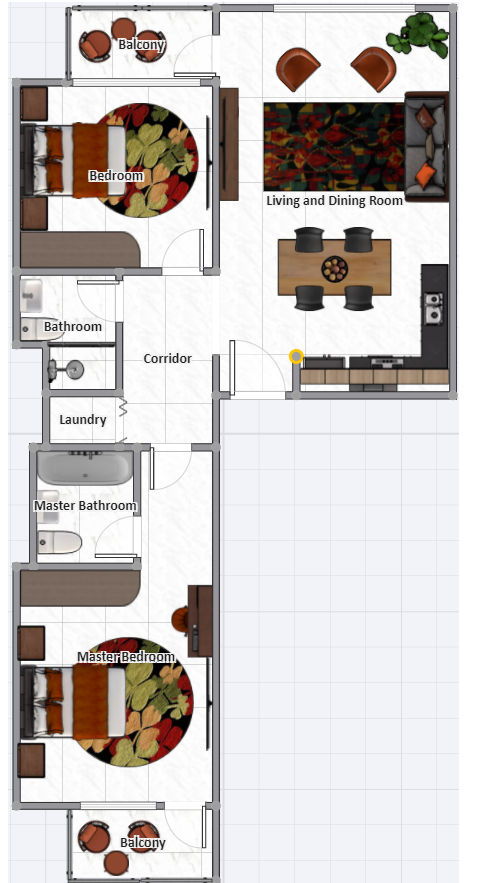 Balcony
Bedroom
Living and Dining Room
Bathroom
Corridor
Laundry
Master Bathroom
Master Bedroom
Balcony